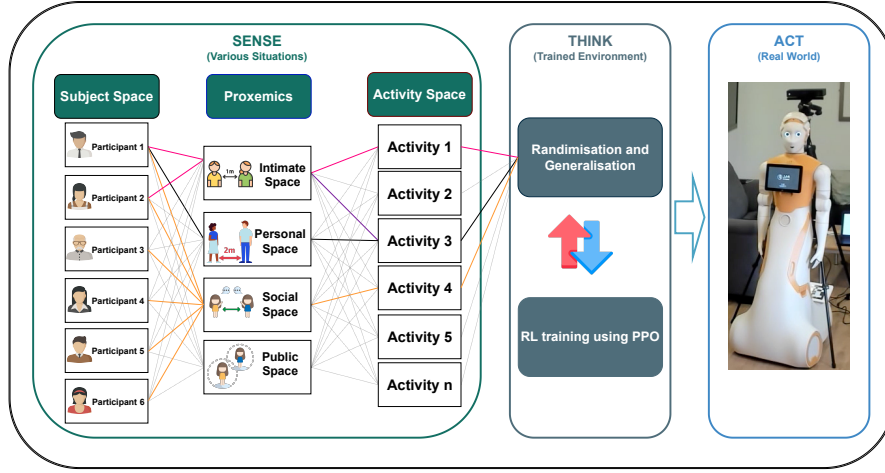 SENSE
(Various Situations)
THINK
(Trained Environment)
ACT
(Real World)
Subject Space
Proxemics
Activity Space
Participant 1
Participant 2
Participant 3
Participant 4
Participant 5
Participant 6
1m
Intimate
Space
2m
Personal
Space
Social
Space
Public
Space
Activity 1
Activity 2
Activity 3
Activity 4
Activity 5
Activity n
Randimisation and
Generalisation
RL training using PPO